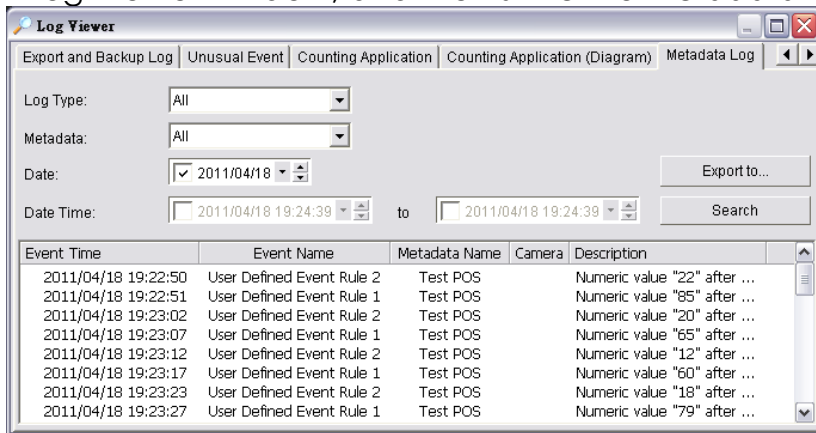 Log Viewer
Export and Backup Log Unusual Event Counting Application Counting Application (Diagram) Metadata Log
Log Type: All
Metadata: All
Date: 2011/04/18 Export to...
Date Time: 2011/04/18 19:24:39 to 2011/04/18 19:24:39 Search
Event Time Event Name Metadata Name Camera Description
2011/04/18 19:22:50 User Defined Event Rule 2 Test POS Numeric value "22" after ...
2011/04/18 19:22:51 User Defined Event Rule 1 Test POS Numeric value "85" after ...
2011/04/18 19:23:02 User Defined Event Rule 2 Test POS Numeric value "20" after ...
2011/04/18 19:23:07 User Defined Event Rule 1 Test POS Numeric value "65" after ...
2011/04/18 19:23:12 User Defined Event Rule 2 Test POS Numeric value "12" after ...
2011/04/18 19:23:17 User Defined Event Rule 1 Test POS Numeric value "60" after ...
2011/04/18 19:23:23 User Defined Event Rule 2 Test POS Numeric value "18" after ...
2011/04/18 19:23:27 User Defined Event Rule 1 Test POS Numeric value "79" after ...